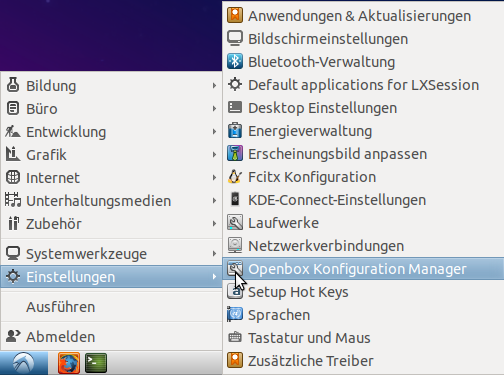 Bildung
Büro
Entwicklung
Grafik
Internet
Unterhaltungsmedien
Zubehör
Systemwerkzeuge
Einstellungen
Ausführen
Abmelden
Anwendungen & Aktualisierungen
Bildschirmeinstellungen
Bluetooth-Verwaltung
Default applications for LXSession
Desktop Einstellungen
Energieverwaltung
Erscheinungsbild anpassen
Fcitx Konfiguration
KDE-Connect-Einstellungen
Laufwerke
Netzwerkverbindungen
Openbox Konfiguration Manager
Setup Hot Keys
Sprachen
Tastatur und Maus
Zusätzliche Treiber